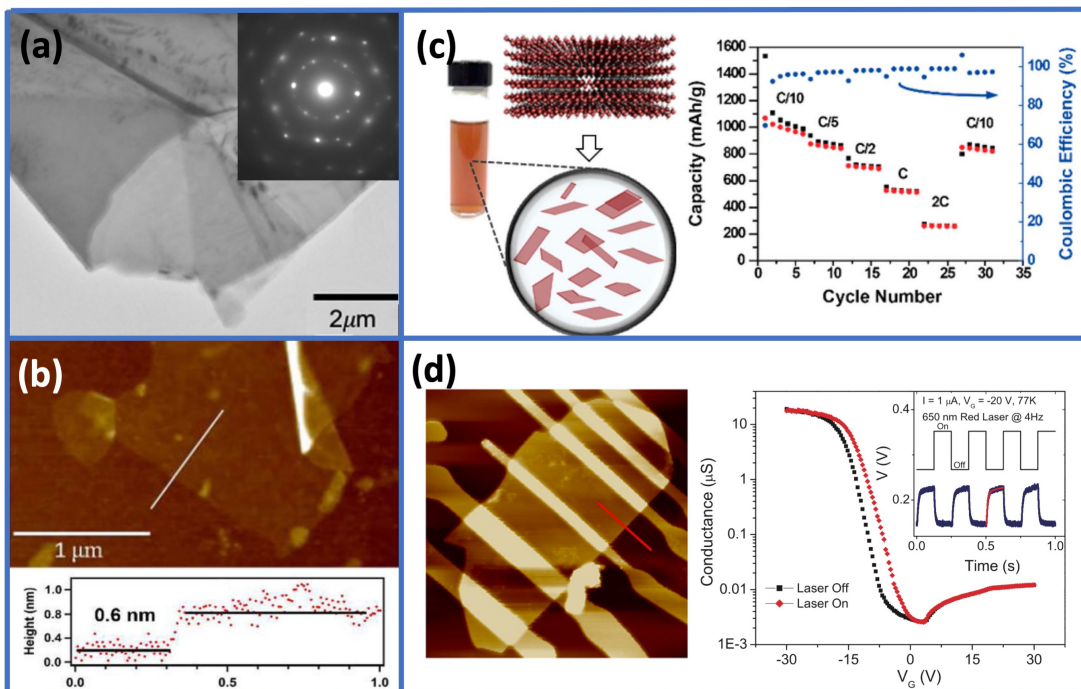 (a)
2μm
(b)
1 μm
Height (nm)
1.2
0.8
0.4
0.0
0.6 nm
0.0
0.5
1.0
(c)
Capacity (mAh/g)
1600
1400
1200
1000
800
600
400
200
0
C/10
C/5
C/2
C
2C
C/10
100
80
60
40
20
0
Coulombic Efficiency (%)
0 5 10 15 20 25 30 35
Cycle Number
(d)
Conductance (μS)
10
1
0.1
0.01
1E-3
Laser Off
Laser On
-30 -15 0 15 30
V_G (V)
I = 1 μA, V_G = -20 V, 77K
650 nm Red Laser @ 4Hz
On
Off
V (V)
0.4
0.2
0.0 0.5 1.0
Time (s)